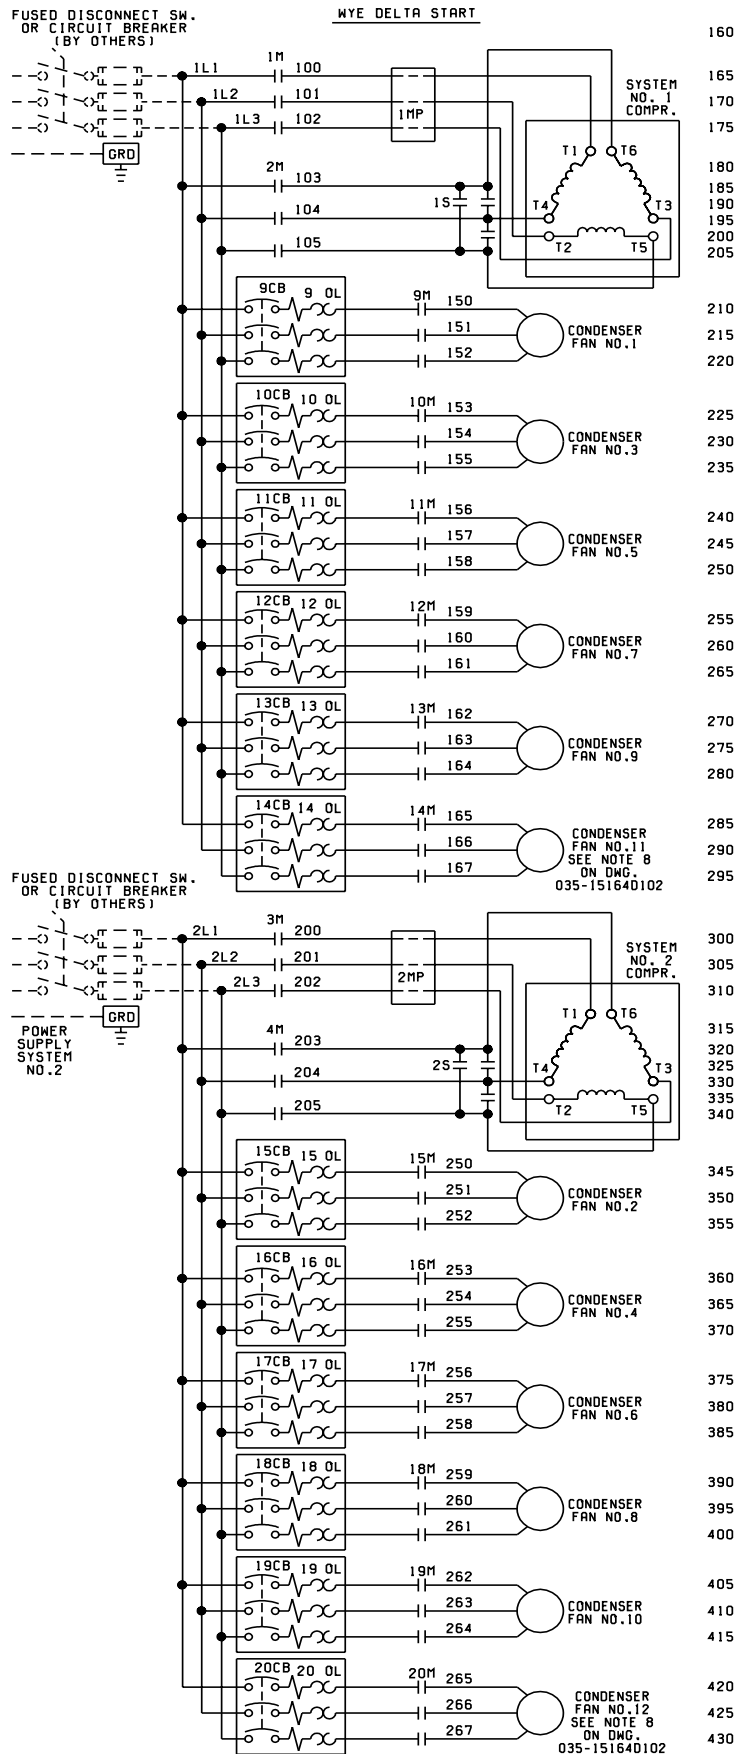 FUSED DISCONNECT SW.
OR CIRCUIT BREAKER
(BY OTHERS)
WYE DELTA START
160
1L1
1M
100
165
1L2
101
170
1L3
102
1MP
175
SYSTEM
NO. 1
COMPR.
GRD
T1
T6
180
2M
103
185
1S
190
T4
T3
104
195
200
T2
T5
105
205
9CB
9 OL
9M
150
210
151
CONDENSER
FAN NO.1
215
152
220
10CB
10 OL
10M
153
225
154
CONDENSER
FAN NO.3
230
155
235
11CB
11 OL
11M
156
240
157
CONDENSER
FAN NO.5
245
158
250
12CB
12 OL
12M
159
255
160
CONDENSER
FAN NO.7
260
161
265
13CB
13 OL
13M
162
270
163
CONDENSER
FAN NO.9
275
164
280
14CB
14 OL
14M
165
285
166
290
167
295
CONDENSER
FAN NO.11
SEE NOTE 8
ON DWG.
035-15164D102
FUSED DISCONNECT SW.
OR CIRCUIT BREAKER
(BY OTHERS)
2L1
3M
200
300
2L2
201
305
2L3
202
2MP
310
SYSTEM
NO. 2
COMPR.
GRD
POWER
SUPPLY
SYSTEM
NO.2
T1
T6
315
4M
203
320
2S
325
T4
T3
204
330
335
T2
T5
205
340
15CB
15 OL
15M
250
345
251
CONDENSER
FAN NO.2
350
252
355
16CB
16 OL
16M
253
360
254
CONDENSER
FAN NO.4
365
255
370
17CB
17 OL
17M
256
375
257
CONDENSER
FAN NO.6
380
258
385
18CB
18 OL
18M
259
390
260
CONDENSER
FAN NO.8
395
261
400
19CB
19 OL
19M
262
405
263
CONDENSER
FAN NO.10
410
264
415
20CB
20 OL
20M
265
420
266
425
267
430
CONDENSER
FAN NO.12
SEE NOTE 8
ON DWG.
035-15164D102